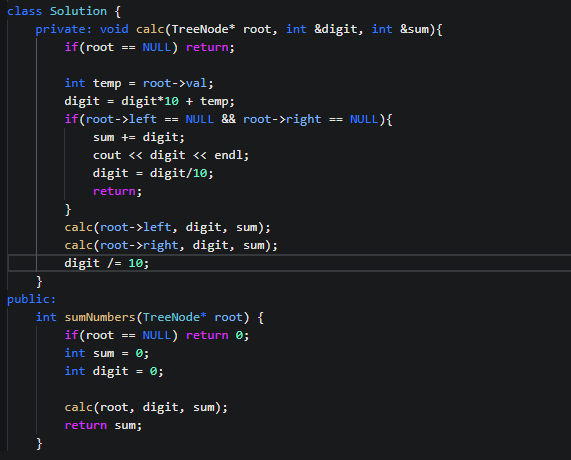 class Solution {
    private: void calc(TreeNode* root, int &digit, int &sum){
        if(root == NULL) return;

        int temp = root->val;
        digit = digit*10 + temp;
        if(root->left == NULL && root->right == NULL){
            sum += digit;
            cout << digit << endl;
            digit = digit/10;
            return;
        }
        calc(root->left, digit, sum);
        calc(root->right, digit, sum);
        digit /= 10;
    }
public:
    int sumNumbers(TreeNode* root) {
        if(root == NULL) return 0;
        int sum = 0;
        int digit = 0;

        calc(root, digit, sum);
        return sum;
    }